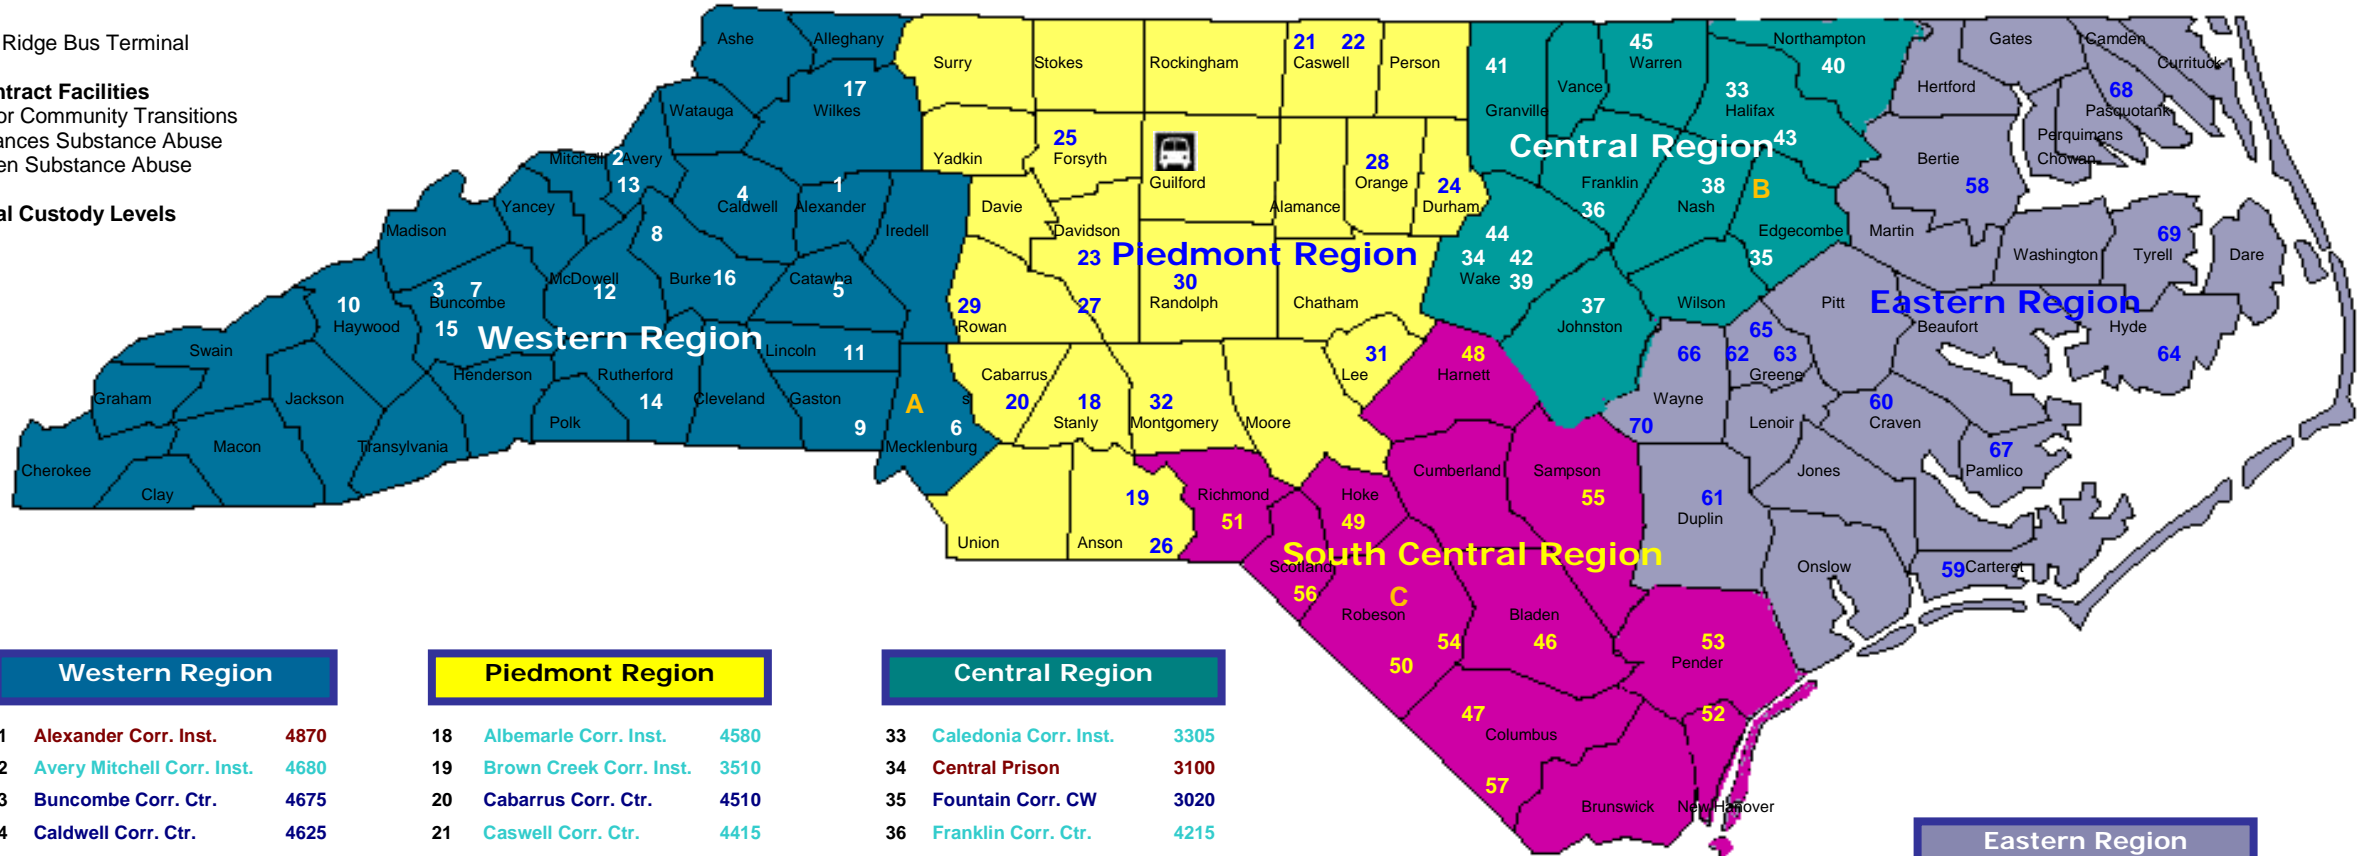 Ridge Bus Terminal
ntract Facilities
or Community Transitions
ances Substance Abuse
en Substance Abuse
al Custody Levels
Ashe
Alleghany
Surry
Stokes
Rockingham
21 22
Caswell
Person
41
Granville
Vance
45
Warren
Northampton
40
Gates
Camden
Currituck
17
Wilkes
Watauga
33
Halifax
43
Hertford
68
Pasquotank
Perquimans
Chowan
Mitchell
2
Avery
13
Yadkin
25
Forsyth
Guilford
28
Orange
24
Durham
Alamance
Central Region
Franklin
36
38
Nash
B
Edgecombe
35
Bertie
58
Yancey
4
Caldwell
1
Alexander
Iredell
Davie
Davidson
23
Piedmont Region
44
34 42
Wake
39
Martin
Washington
69
Tyrrell
Dare
Madison
8
McDowell
12
Burke
16
Catawba
5
29
Rowan
27
30
Randolph
Chatham
37
Johnston
Wilson
Pitt
Eastern Region
Beaufort
Hyde
64
10
Haywood
3 7
Buncombe
15
Western Region
Swain
Lincoln
11
Henderson
Rutherford
14
Cleveland
Gaston
9
A
6
Mecklenburg
Cabarrus
s
20
18
Stanly
32
Montgomery
Moore
31
Lee
48
Harnett
66
Wayne
70
65
62 63
Greene
Lenoir
60
Craven
67
Pamlico
Graham
Jackson
Polk
Macon
Transylvania
Cherokee
Clay
Union
19
Anson
26
Richmond
51
Hoke
49
Cumberland
Sampson
55
61
Duplin
Jones
South Central Region
Scotland
56
C
Robeson
54
50
Bladen
46
53
Pender
52
Onslow
59
Carteret
47
Columbus
57
Brunswick
New Hanover
Western Region
1 Alexander Corr. Inst. 4870
2 Avery Mitchell Corr. Inst. 4680
3 Buncombe Corr. Ctr. 4675
4 Caldwell Corr. Ctr. 4625
Piedmont Region
18 Albemarle Corr. Inst. 4580
19 Brown Creek Corr. Inst. 3510
20 Cabarrus Corr. Ctr. 4510
21 Caswell Corr. Ctr. 4415
Central Region
33 Caledonia Corr. Inst. 3305
34 Central Prison 3100
35 Fountain Corr. CW 3020
36 Franklin Corr. Ctr. 4215
Eastern Region